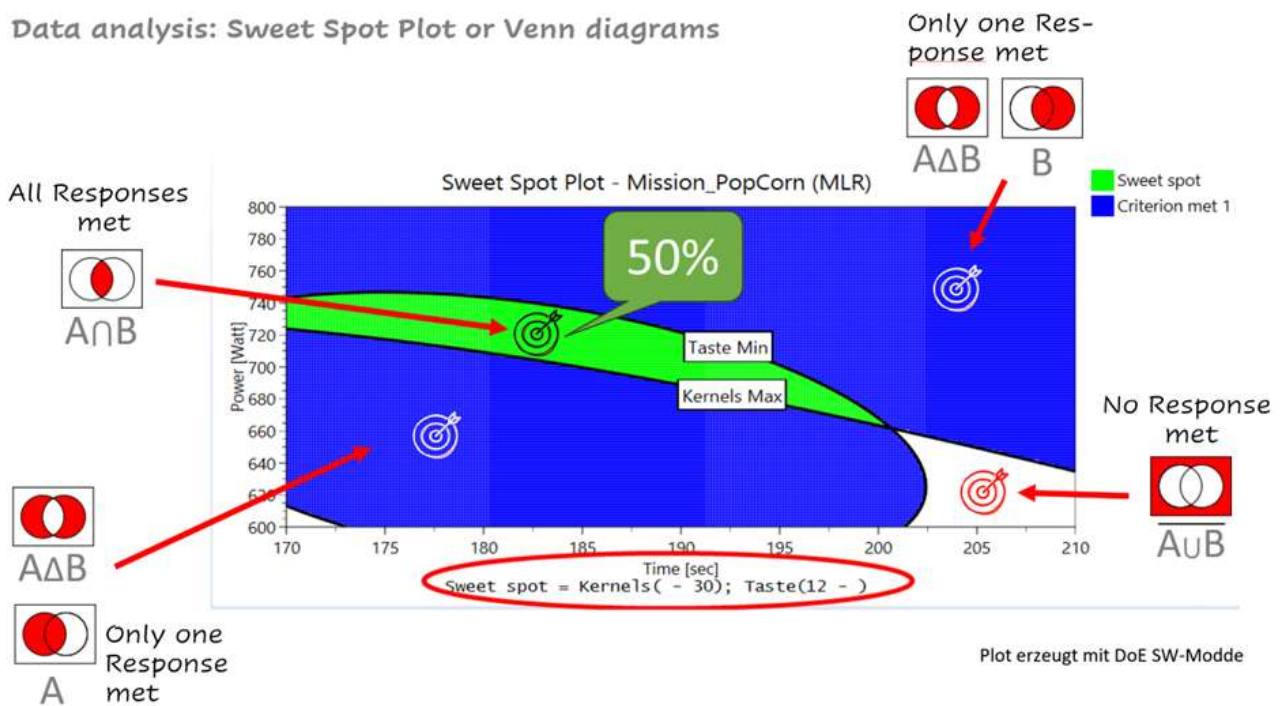 Data analysis: Sweet Spot Plot or Venn diagrams
Only one Res-
ponse met
AΔB
B
All Responses
met
A∩B
Sweet Spot Plot - Mission_PopCorn (MLR)
Sweet spot
Criterion met 1
50%
Taste Min
Kernels Max
Power [Watt]
800
780
760
740
720
700
680
660
640
620
600
170
175
180
185
190
195
200
205
210
Time [sec]
Sweet spot = Kernels( - 30); Taste(12 - )
No Response
met
A∪B
AΔB
Only one
Response
met
A
Plot erzeugt mit DoE SW-Modde